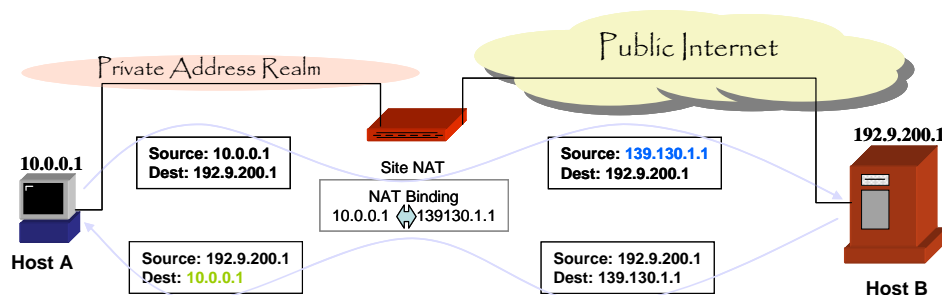 Private Address Realm
Public Internet
10.0.0.1
192.9.200.1
Source: 10.0.0.1
Dest: 192.9.200.1
Site NAT
Source: 139.130.1.1
Dest: 192.9.200.1
NAT Binding
10.0.0.1 139130.1.1
Source: 192.9.200.1
Dest: 10.0.0.1
Source: 192.9.200.1
Dest: 139.130.1.1
Host A
Host B